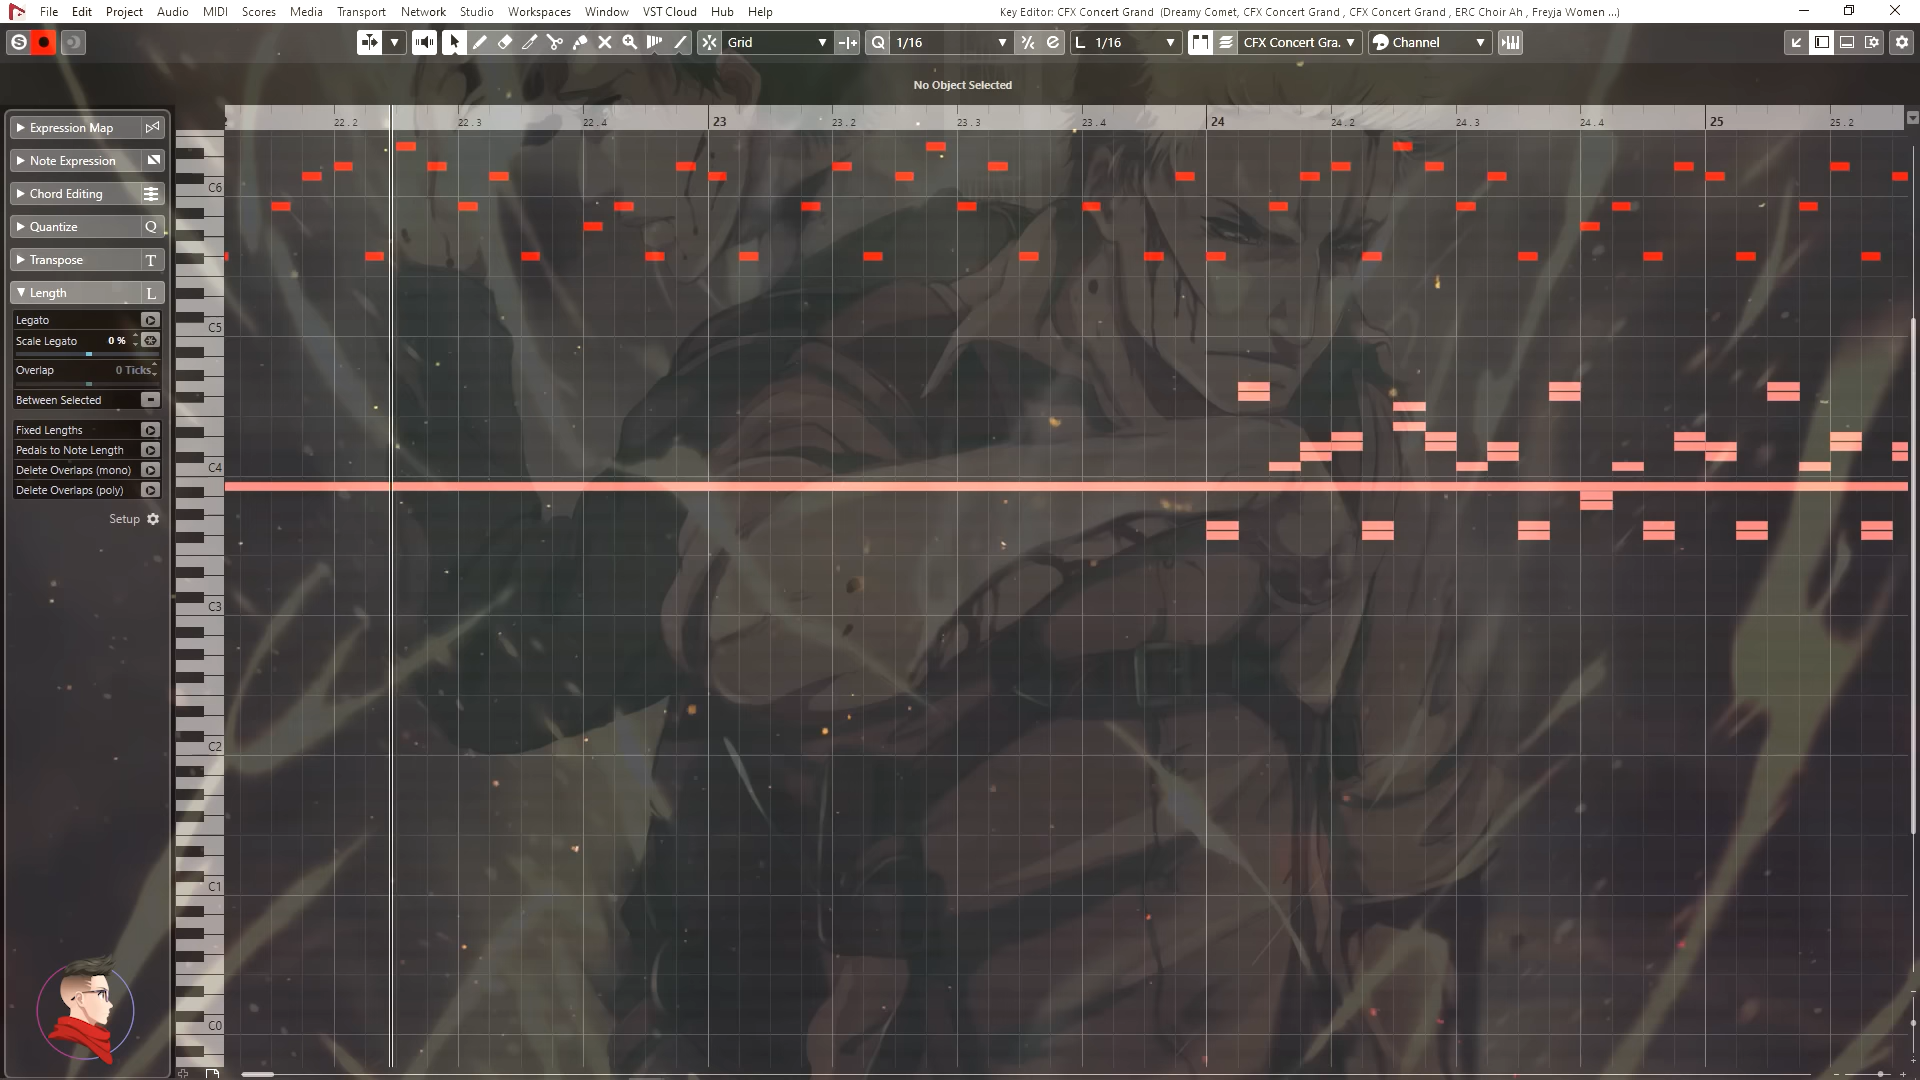 File Edit Project Audio MIDI Scores Media Transport Network Studio Workspaces Window VST Cloud Hub Help Key Editor: CFX Concert Grand (Dreamy Comet, CFX Concert Grand , CFX Concert Grand , ERC Choir Ah , Freyja Women ...)
S Grid Q 1/16 L 1/16 CFX Concert Gra. Channel
No Object Selected
22.2 22.3 22.4 23 23.2 23.3 23.4 24 24.2 24.3 24.4 25 25.2
Expression Map
Note Expression
Chord Editing
Quantize Q
Transpose T
Length L
Legato
Scale Legato 0 %
Overlap 0 Ticks
Between Selected
Fixed Lengths
Pedals to Note Length
Delete Overlaps (mono)
Delete Overlaps (poly)
Setup
C6
C5
C4
C3
C2
C1
C0